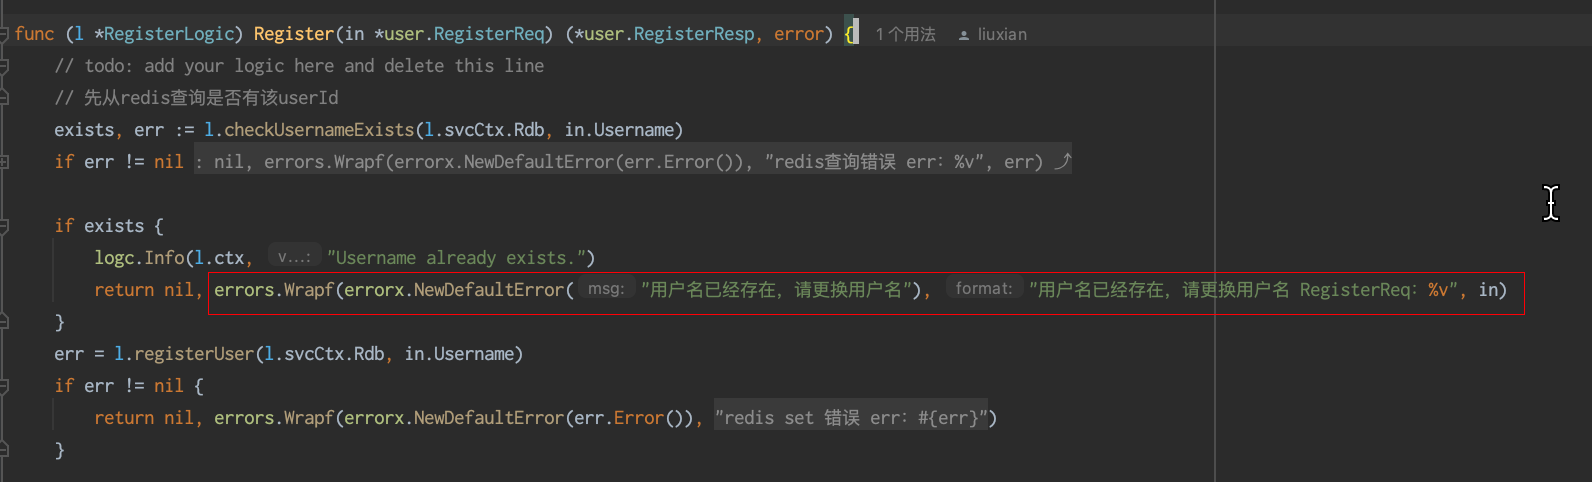 func (l *RegisterLogic) Register(in *user.RegisterReq) (*user.RegisterResp, error) { 1个用法 liuxian
// todo: add your logic here and delete this line
// 先从redis查询是否有该userId
exists, err := l.checkUsernameExists(l.svcCtx.Rdb, in.Username)
if err != nil : nil, errors.Wrapf(errorx.NewDefaultError(err.Error()), "redis查询错误 err: %v", err)
if exists {
logc.Info(l.ctx, v...: "Username already exists.")
return nil, errors.Wrapf(errorx.NewDefaultError( msg: "用户名已经存在，请更换用户名"), format: "用户名已经存在，请更换用户名 RegisterReq: %v", in)
}
err = l.registerUser(l.svcCtx.Rdb, in.Username)
if err != nil {
return nil, errors.Wrapf(errorx.NewDefaultError(err.Error()), "redis set 错误 err: #{err}")
}